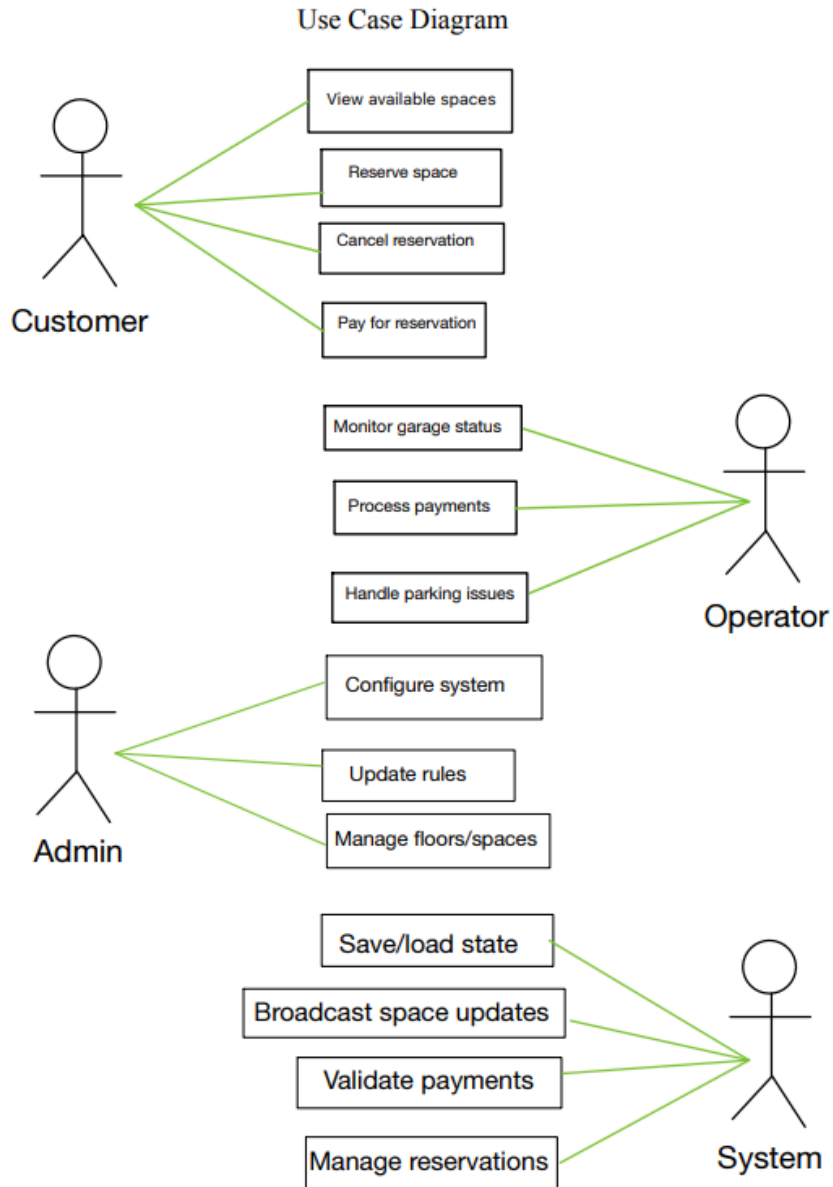 Use Case Diagram
View available spaces
Reserve space
Cancel reservation
Pay for reservation
Customer
Monitor garage status
Process payments
Handle parking issues
Operator
Configure system
Update rules
Manage floors/spaces
Admin
Save/load state
Broadcast space updates
Validate payments
Manage reservations
System